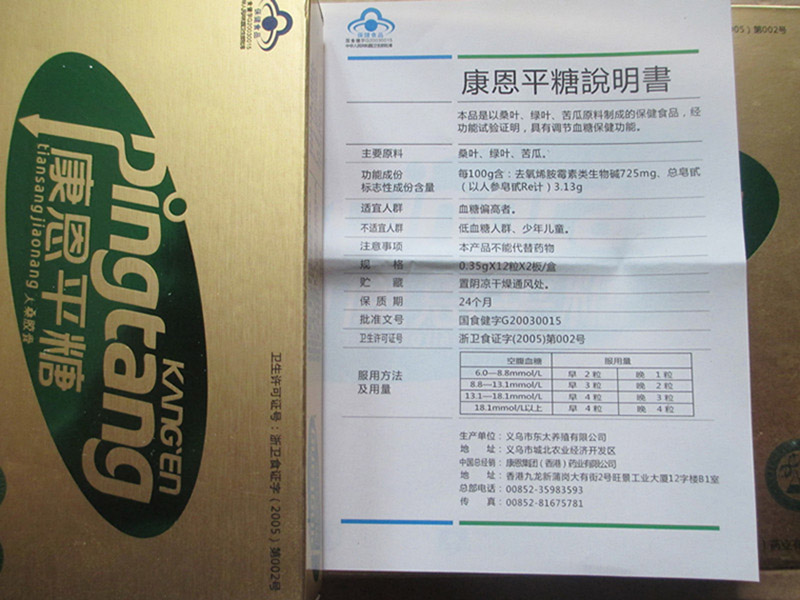 保健食品
康恩平糖說明書
本品是以桑叶、绿叶、苦瓜原料制成的保健食品，经
功能试验证明，具有调节血糖保健功能。
主要原料 桑叶、绿叶、苦瓜。
功能成份
标志性成份含量
每100g含：去氧烯胺霉素类生物碱725mg、总皂甙
（以人参皂甙Re计）3.13g
适宜人群 血糖偏高者。
不适宜人群 低血糖人群、少年儿童。
注意事项 本产品不能代替药物
规 格 0.35gX12粒X2板/盒
贮 藏 置阴凉干燥通风处。
保 质 期 24个月
批准文号 国食健字G20030015
卫生许可证号 浙卫食证字(2005)第002号
服用方法
及用量
空腹血糖 服用量
6.0—8.8mmol/L 早 2 粒 晚 1 粒
8.8—13.1mmol/L 早 3 粒 晚 2 粒
13.1—18.1mmol/L 早 4 粒 晚 3 粒
18.1mmol/L以上 早 4 粒 晚 4 粒
生产单位：义乌市东太养殖有限公司
地 址：义乌市城北农业经济开发区
中国总经销：康恩集团（香港）药业有限公司
地 址：香港九龙新蒲岗大有街2号旺景工业大厦12字楼B1室
总部电话：00852-35983593
传 真：00852-81675781
保健食品
pingtang
KANG'EN
康恩平糖
tiansangjiaonang
卫生许可证号：浙卫食证字（2005）第002号
2005）第002号